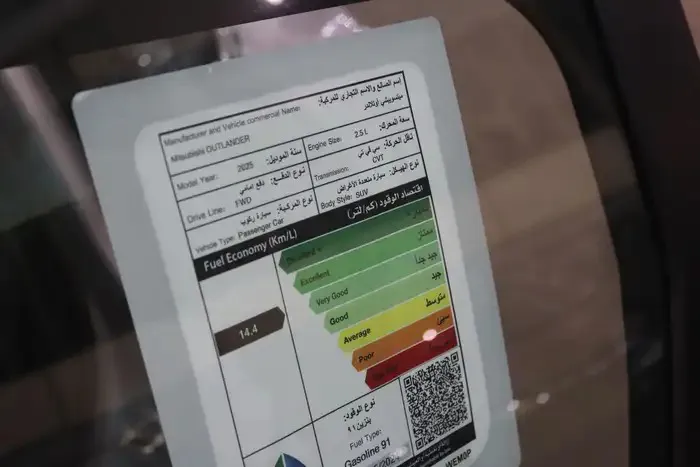 Manufacturer and Vehicle commercial Name: إسم الصانع والاسم التجاري للمركبة:
Mitsubishi OUTLANDER ميتسوبيشي أوتلاندر
Model Year: 2025 سنة الموديل: Engine Size: 2.5 L سعة المحرك:
Drive Line: FWD دفع امامي نوع الدفع: Transmission: CVT سي في تي ناقل الحركة:
Vehicle Type: Passenger Car سيارة ركوب نوع المركبة: Body Style: SUV سيارة متعددة الأغراض نوع الهيكل:
Fuel Economy (Km/L) اقتصاد الوقود (كم/لتر)
Excellent +
Excellent ممتاز
Very Good جيد جداً
Good جيد
14.4
Average متوسط
Poor سيئ
نوع الوقود:
بنزين ٩١
Fuel Type:
Gasoline 91